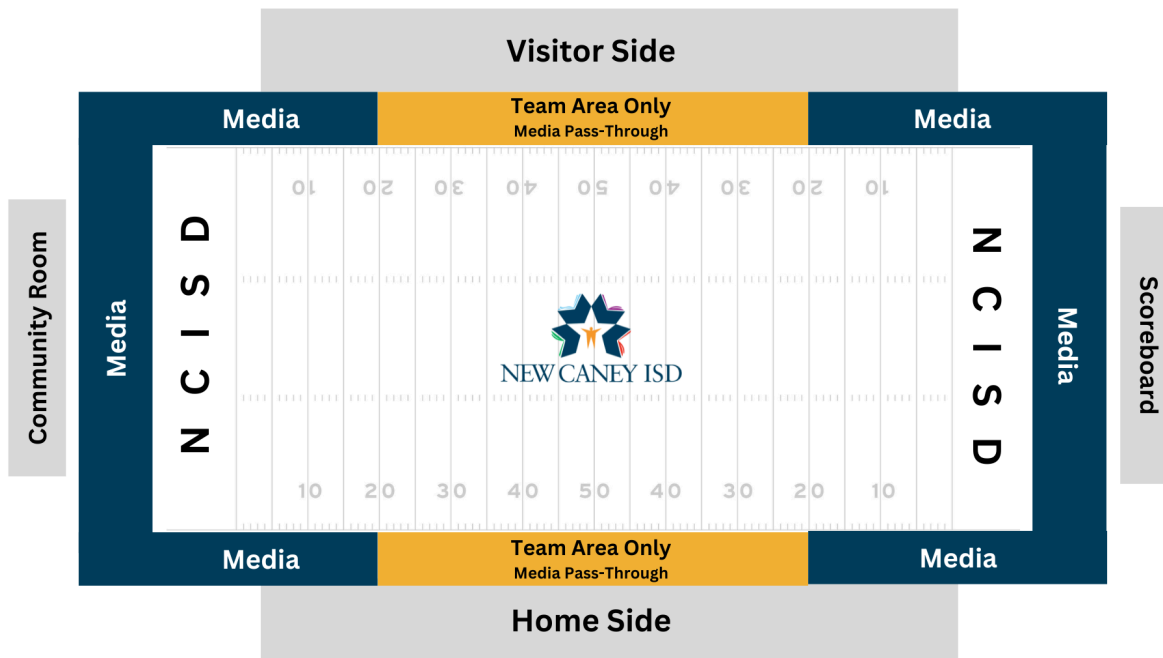 Visitor Side
Media
Team Area Only
Media Pass-Through
Media
10 20 30 40 50 40 30 20 10
Community Room
Media
NCISD
NEW CANEY ISD
NCISD
Media
Scoreboard
10 20 30 40 50 40 30 20 10
Media
Team Area Only
Media Pass-Through
Media
Home Side